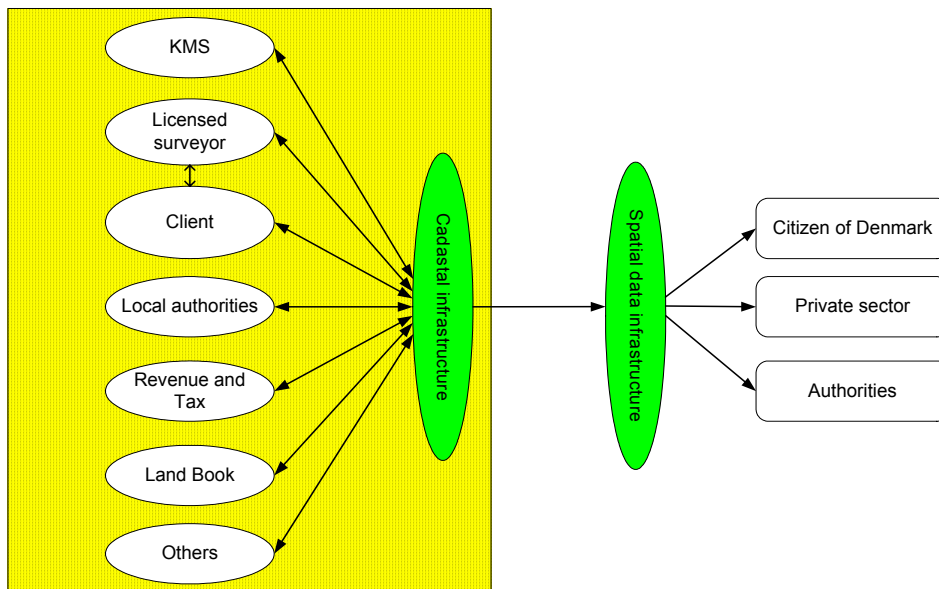 KMS
Licensed
surveyor
Client
Local authorities
Revenue and
Tax
Land Book
Others
Cadastal infrastructure
Spatial data infrastructure
Citizen of Denmark
Private sector
Authorities